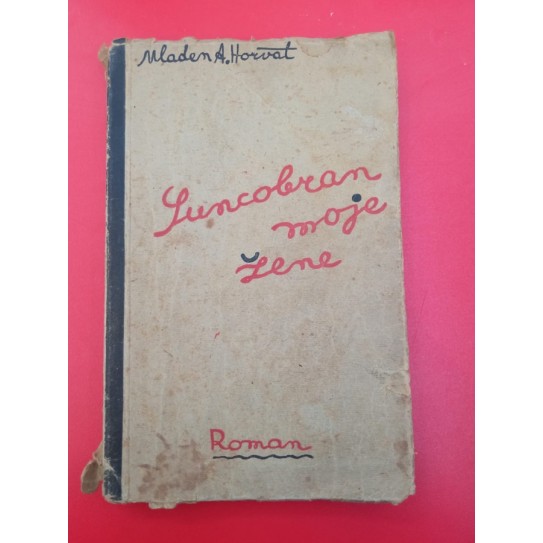 Mladen A. Horvat
Suncobran
moje
žene
Roman